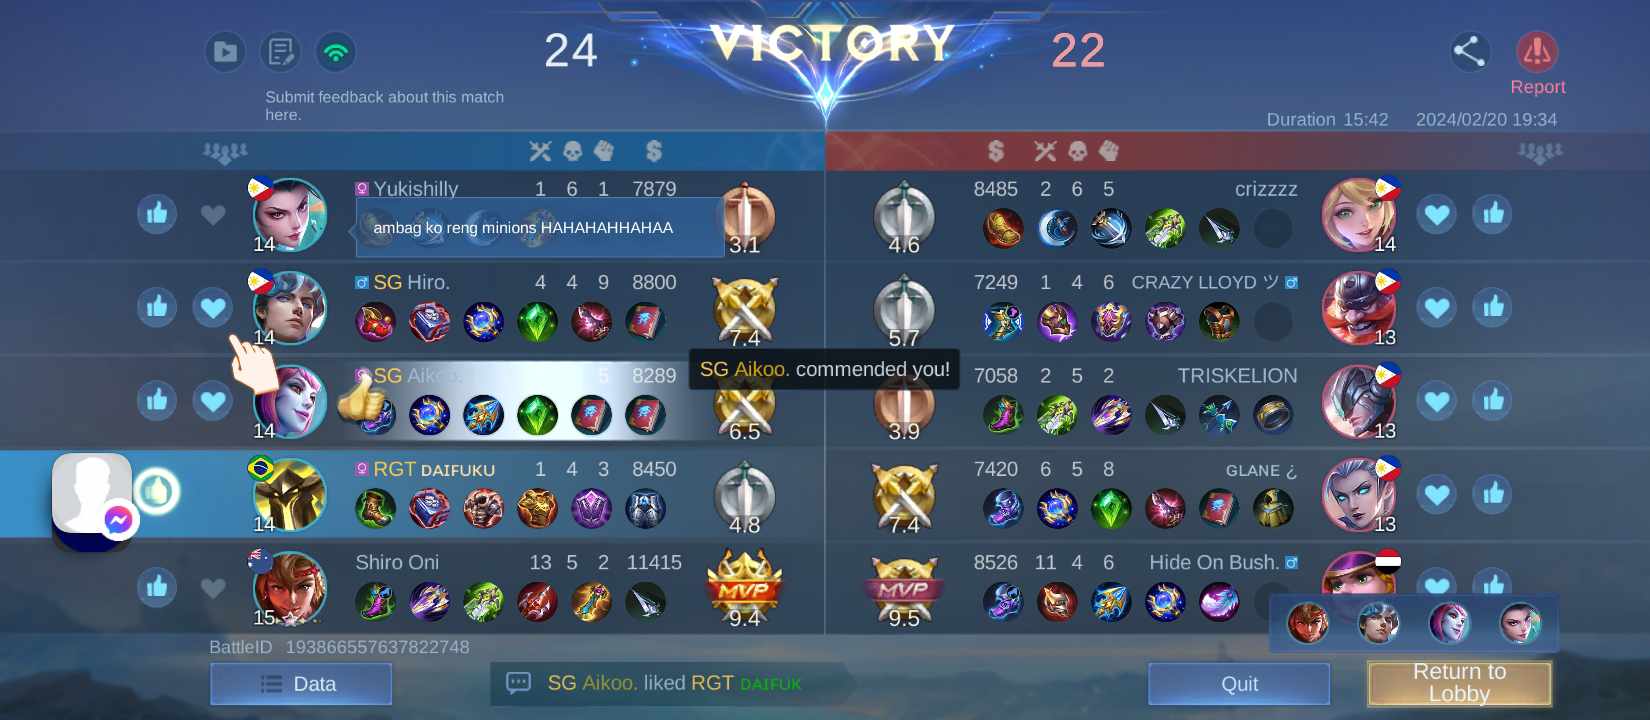 24
VICTORY
22
Report
Submit feedback about this match
here.
Duration 15:42 2024/02/20 19:34
Yukishilly 1 6 1 7879
ambag ko reng minions HAHAHAHHAHAA
14
3.1
8485 2 6 5 crizzzz
4.6
14
SG Hiro. 4 4 9 8800
14
7.4
7249 1 4 6 CRAZY LLOYD ツ
5.7
13
SG Aikoo. 5 8289
SG Aikoo. commended you!
14
6.5
7058 2 5 2 TRISKELION
3.9
13
RGT DAIFUKU 1 4 3 8450
14
4.8
7420 6 5 8 GLANE ¿
7.4
13
Shiro Oni 13 5 2 11415
15
MVP
9.4
8526 11 4 6 Hide On Bush.
MVP
9.5
BattleID 193866557637822748
Data
SG Aikoo. liked RGT DAIFUK
Quit
Return to
Lobby